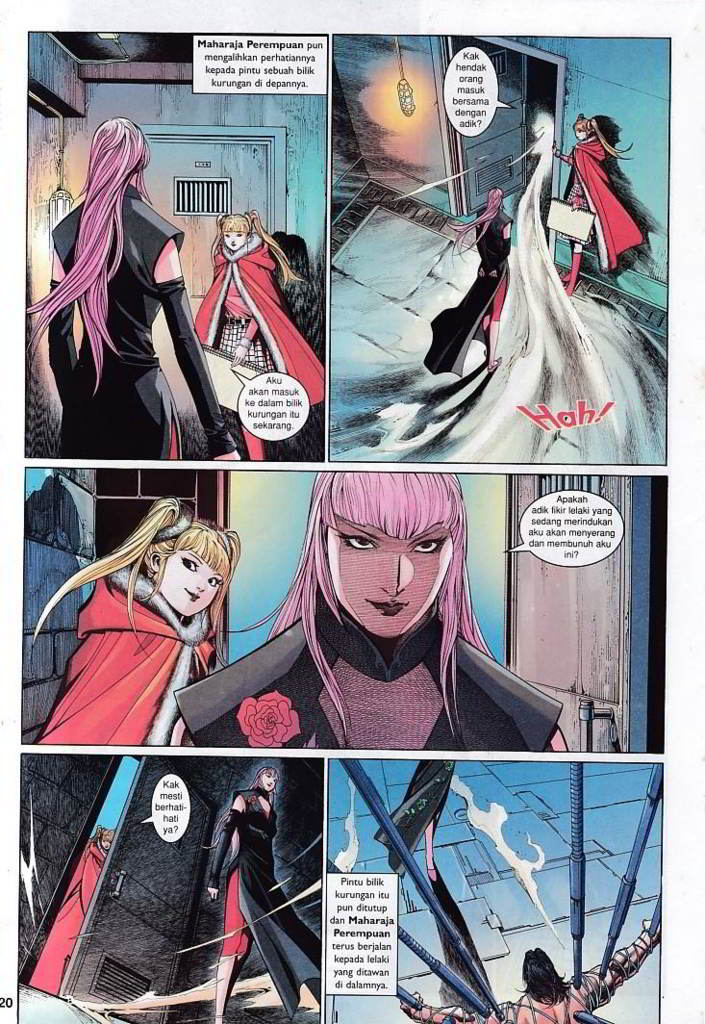 Maharaja Perempuan pun
mengalihkan perhatiannya
kepada pintu sebuah bilik
kurungan di depannya.
Aku
akan masuk
ke dalam bilik
kurungan itu
sekarang.
Kak
hendak
orang
masuk
bersama
dengan
adik?
Hah!
Apakah
adik fikir lelaki yang
sedang merindukan
aku akan menyerang
dan membunuh aku
ini?
Kak
mesti
berhati-
hati
ya?
Pintu bilik
kurungan itu
pun ditutup
dan Maharaja
Perempuan
terus berjalan
kepada lelaki
yang ditawan
di dalamnya.
20